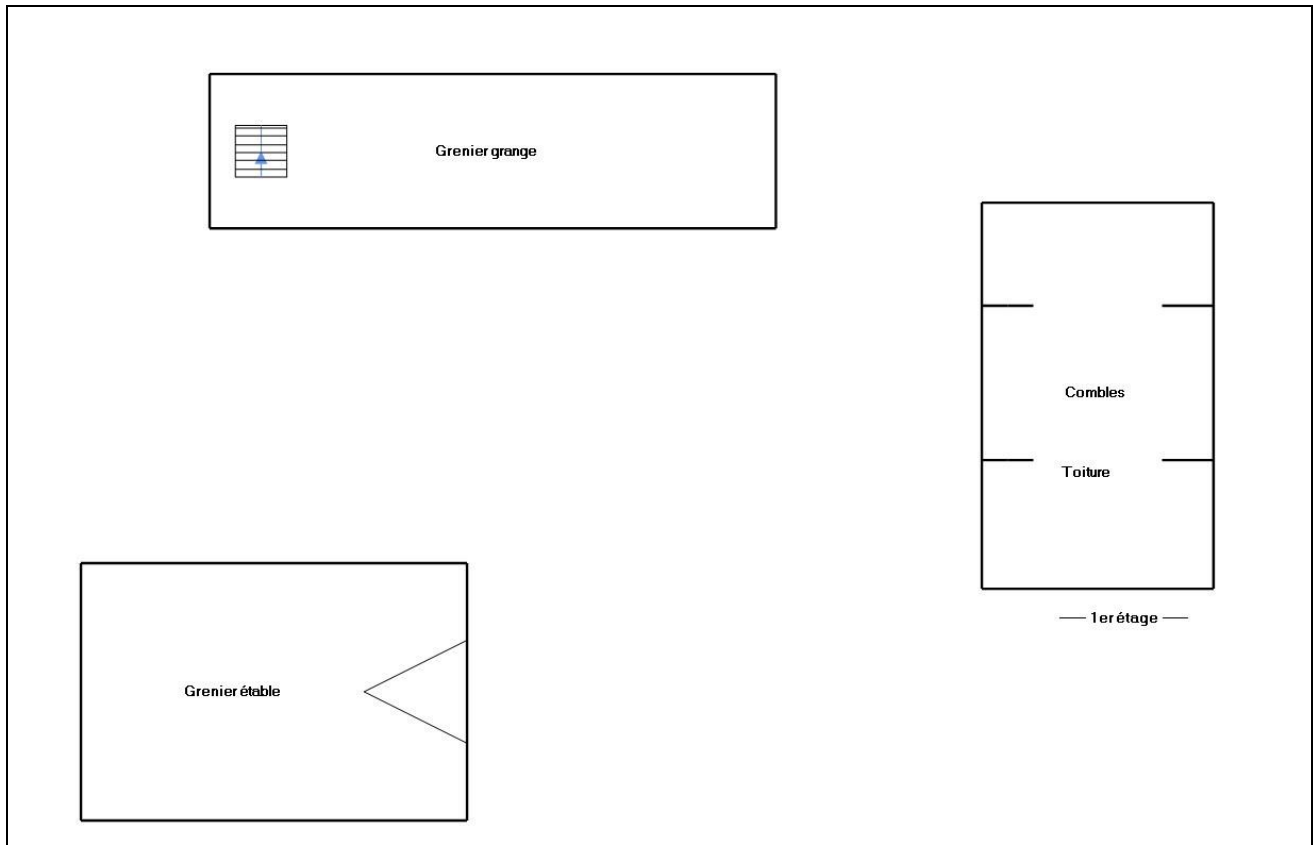 Grenier grange
Combles
Toiture
1er étage
Grenier étable